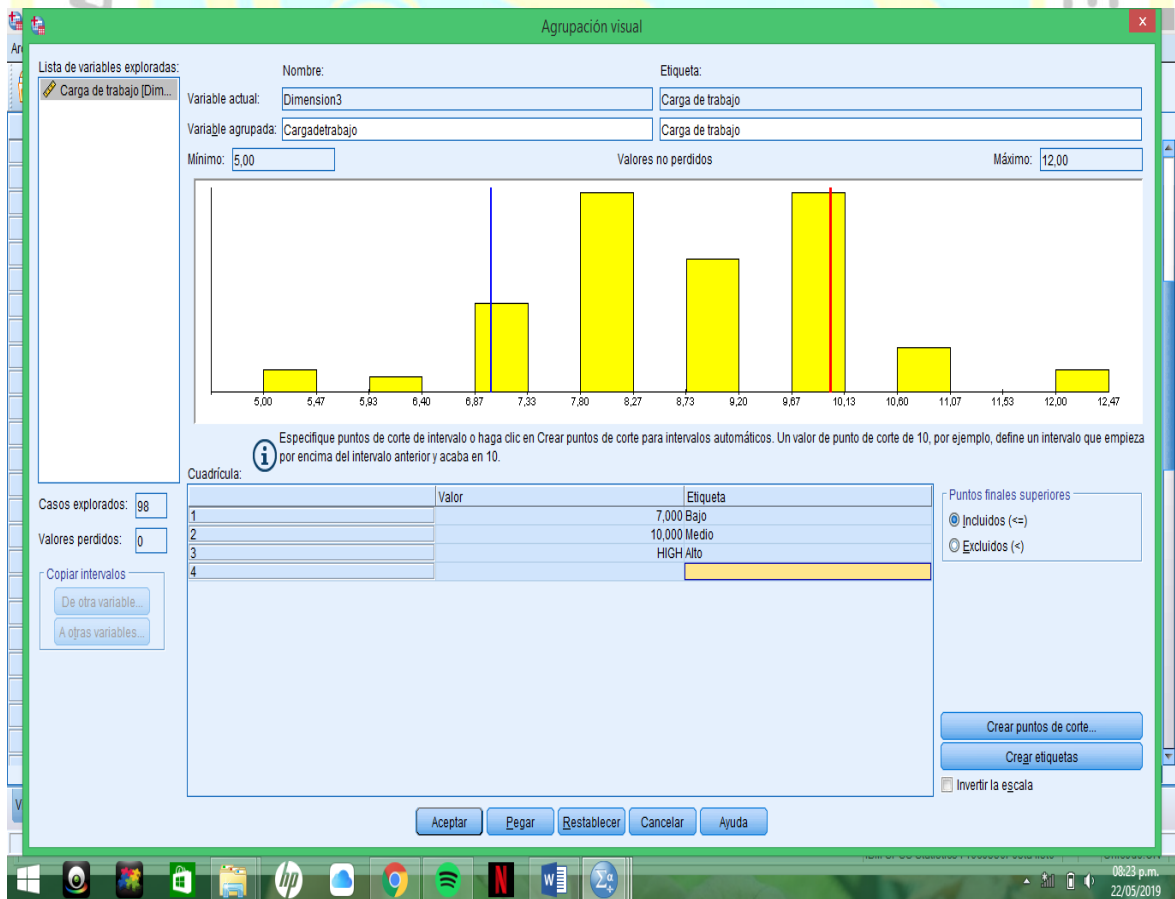 Agrupación visual
x
Ar
Lista de variables exploradas:
Carga de trabajo [Dim...
Nombre:
Etiqueta:
Variable actual:
Dimension3
Carga de trabajo
Variable agrupada:
Cargadetrabajo
Carga de trabajo
Mínimo:
5,00
Valores no perdidos
Máximo:
12,00
5,00 5,47 5,93 6,40 6,87 7,33 7,80 8,27 8,73 9,20 9,67 10,13 10,60 11,07 11,53 12,00 12,47
Especifique puntos de corte de intervalo o haga clic en Crear puntos de corte para intervalos automáticos. Un valor de punto de corte de 10, por ejemplo, define un intervalo que empieza
por encima del intervalo anterior y acaba en 10.
Cuadrícula:
Valor Etiqueta
1 7,000 Bajo
2 10,000 Medio
3 HIGH Alto
4
Casos explorados: 98
Valores perdidos: 0
Copiar intervalos
De otra variable...
A otras variables...
Puntos finales superiores
Incluidos (<=)
Excluidos (<)
Crear puntos de corte...
Crear etiquetas
Invertir la escala
V
Aceptar Pegar Restablecer Cancelar Ayuda
hp
N
W
Σα
08:23 p.m.
22/05/2019